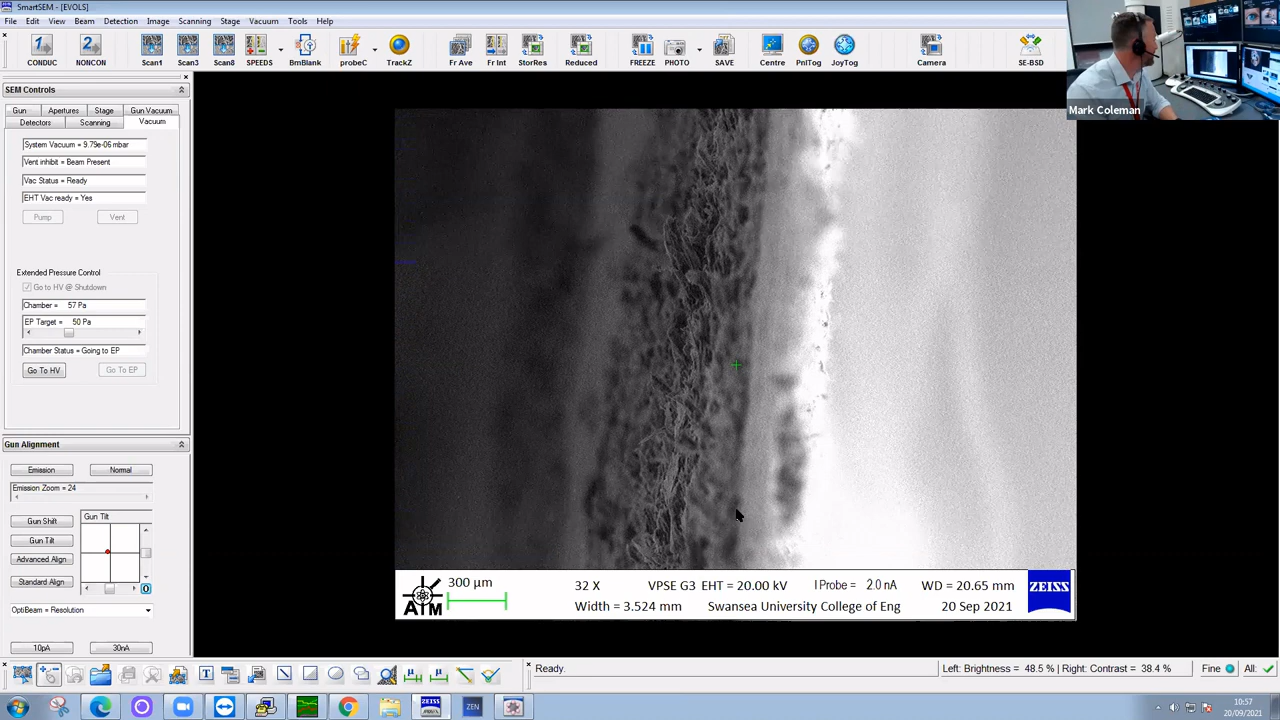 SmartSEM - [EVOLS]
File Edit View Beam Detection Image Scanning Stage Vacuum Tools Help
1 2
CONDUC NONCON Scan1 Scan3 Scan8 SPEEDS BmBlank probeC TrackZ Fr Ave Fr Int StorRes Reduced FREEZE PHOTO SAVE Centre PnlTog JoyTog Camera SE-BSD
Mark Coleman
SEM Controls
Gun Apertures Stage Gun Vacuum
Detectors Scanning Vacuum
System Vacuum = 9.79e-06 mbar
Vent inhibit = Beam Present
Vac Status = Ready
EHT Vac ready = Yes
Pump Vent
Extended Pressure Control
Go to HV @ Shutdown
Chamber = 57 Pa
EP Target = 50 Pa
Chamber Status = Going to EP
Go To HV Go To EP
Gun Alignment
Emission Normal
Emission Zoom = 24
Gun Shift
Gun Tilt
Gun Tilt
Advanced Align
Standard Align
OptiBeam = Resolution
10pA 30nA
ATM
300 µm
32 X VPSE G3 EHT = 20.00 kV I Probe = 2.0 nA WD = 20.65 mm
Width = 3.524 mm Swansea University College of Eng 20 Sep 2021
ZEISS
Ready.
Left: Brightness = 48.5 % | Right: Contrast = 38.4 % Fine All:
ZEISS ZEN
10:57
20/09/2021